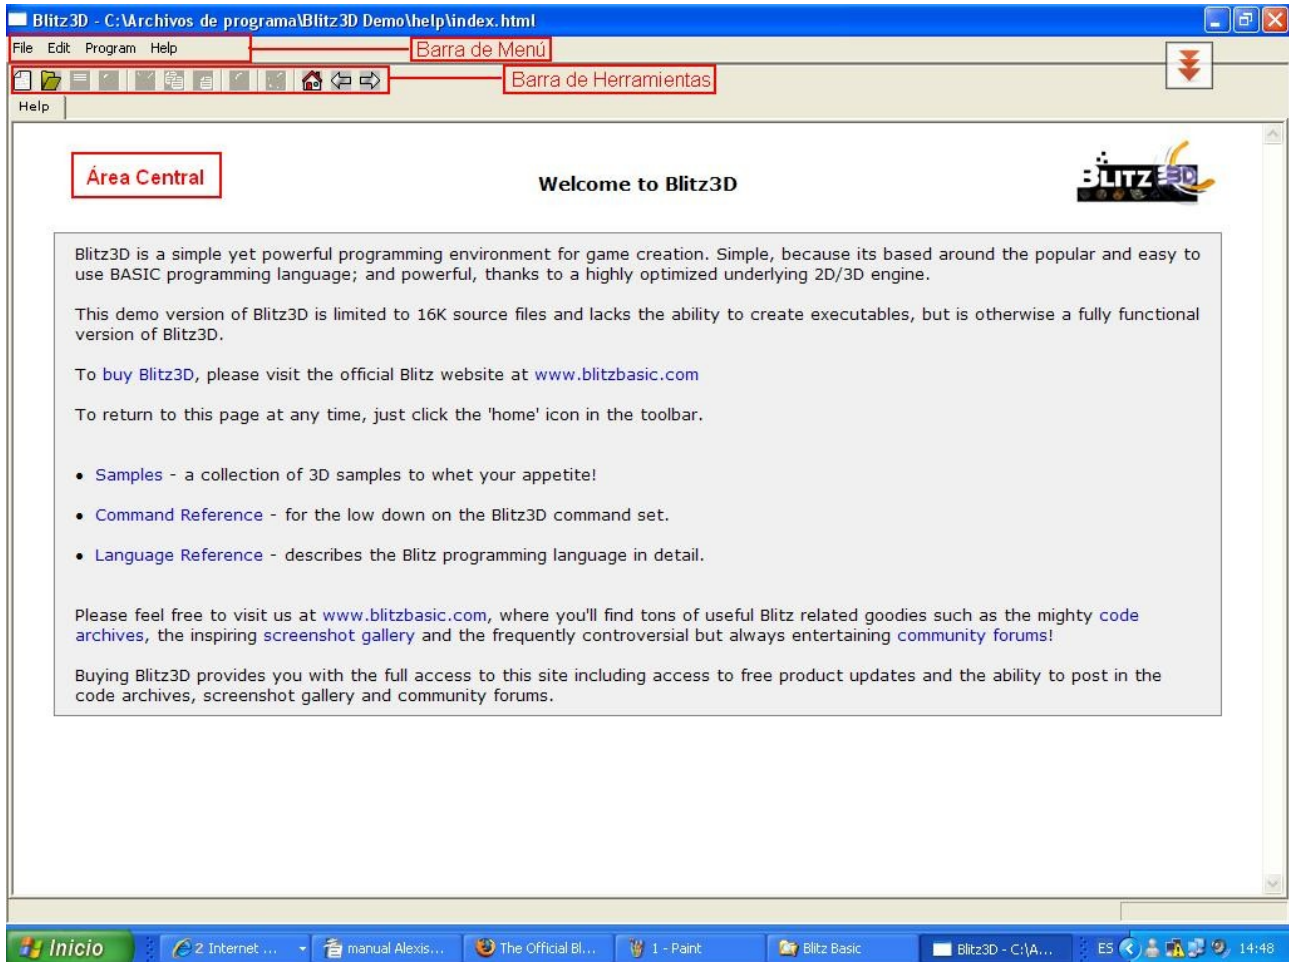 Blitz3D - C:\Archivos de programa\Blitz3D Demo\help\index.html
File Edit Program Help
Barra de Menú
Barra de Herramientas
Help
Área Central
Welcome to Blitz3D
BLITZ 3D
Blitz3D is a simple yet powerful programming environment for game creation. Simple, because its based around the popular and easy to
use BASIC programming language; and powerful, thanks to a highly optimized underlying 2D/3D engine.
This demo version of Blitz3D is limited to 16K source files and lacks the ability to create executables, but is otherwise a fully functional
version of Blitz3D.
To buy Blitz3D, please visit the official Blitz website at www.blitzbasic.com
To return to this page at any time, just click the 'home' icon in the toolbar.
• Samples - a collection of 3D samples to whet your appetite!
• Command Reference - for the low down on the Blitz3D command set.
• Language Reference - describes the Blitz programming language in detail.
Please feel free to visit us at www.blitzbasic.com, where you'll find tons of useful Blitz related goodies such as the mighty code
archives, the inspiring screenshot gallery and the frequently controversial but always entertaining community forums!
Buying Blitz3D provides you with the full access to this site including access to free product updates and the ability to post in the
code archives, screenshot gallery and community forums.
Inicio 2 Internet ... manual Alexis... The Official Bl... 1 - Paint Blitz Basic Blitz3D - C:\A... ES 14:48